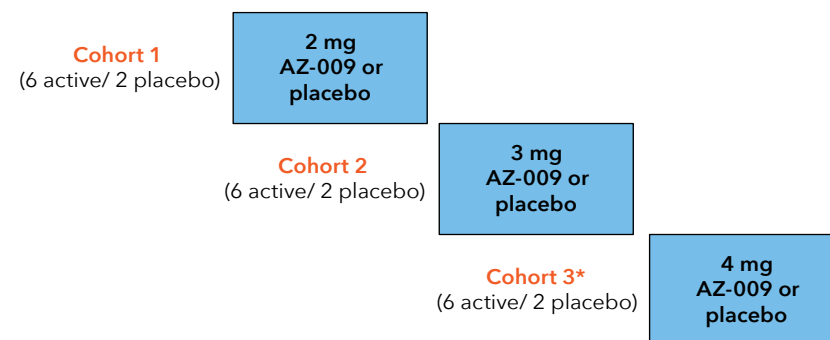 Cohort 1
(6 active/ 2 placebo)
2 mg
AZ-009 or
placebo
Cohort 2
(6 active/ 2 placebo)
3 mg
AZ-009 or
placebo
Cohort 3*
(6 active/ 2 placebo)
4 mg
AZ-009 or
placebo